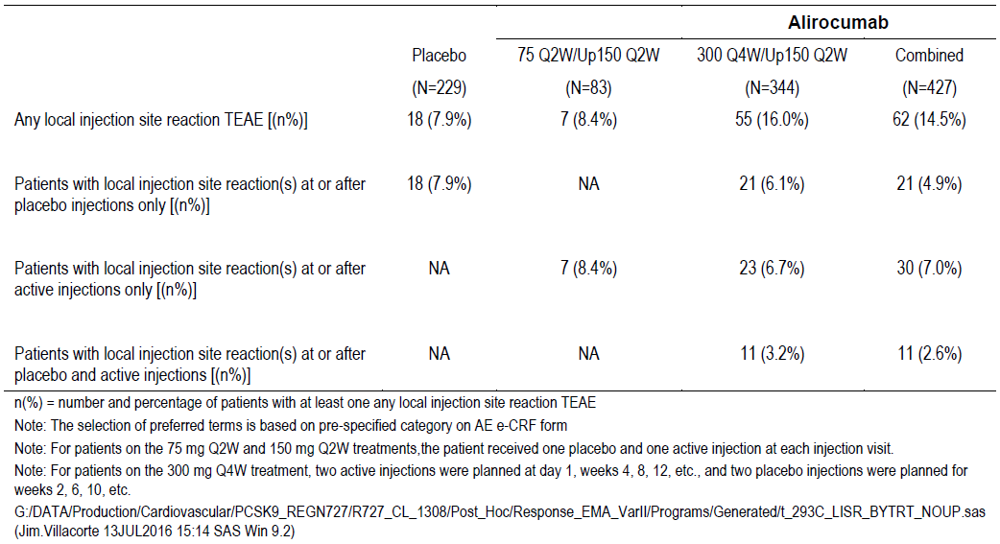 Alirocumab
Placebo 75 Q2W/Up150 Q2W 300 Q4W/Up150 Q2W Combined
(N=229) (N=83) (N=344) (N=427)
Any local injection site reaction TEAE [(n%)] 18 (7.9%) 7 (8.4%) 55 (16.0%) 62 (14.5%)
Patients with local injection site reaction(s) at or after 18 (7.9%) NA 21 (6.1%) 21 (4.9%)
placebo injections only [(n%)]
Patients with local injection site reaction(s) at or after NA 7 (8.4%) 23 (6.7%) 30 (7.0%)
active injections only [(n%)]
Patients with local injection site reaction(s) at or after NA NA 11 (3.2%) 11 (2.6%)
placebo and active injections [(n%)]
n(%) = number and percentage of patients with at least one any local injection site reaction TEAE
Note: The selection of preferred terms is based on pre-specified category on AE e-CRF form
Note: For patients on the 75 mg Q2W and 150 mg Q2W treatments,the patient received one placebo and one active injection at each injection visit.
Note: For patients on the 300 mg Q4W treatment, two active injections were planned at day 1, weeks 4, 8, 12, etc., and two placebo injections were planned for
weeks 2, 6, 10, etc.
G:/DATA/Production/Cardiovascular/PCSK9_REGN727/R727_CL_1308/Post_Hoc/Response_EMA_VarII/Programs/Generated/t_293C_LISR_BYTRT_NOUP.sas
(Jim.Villacorte 13JUL2016 15:14 SAS Win 9.2)